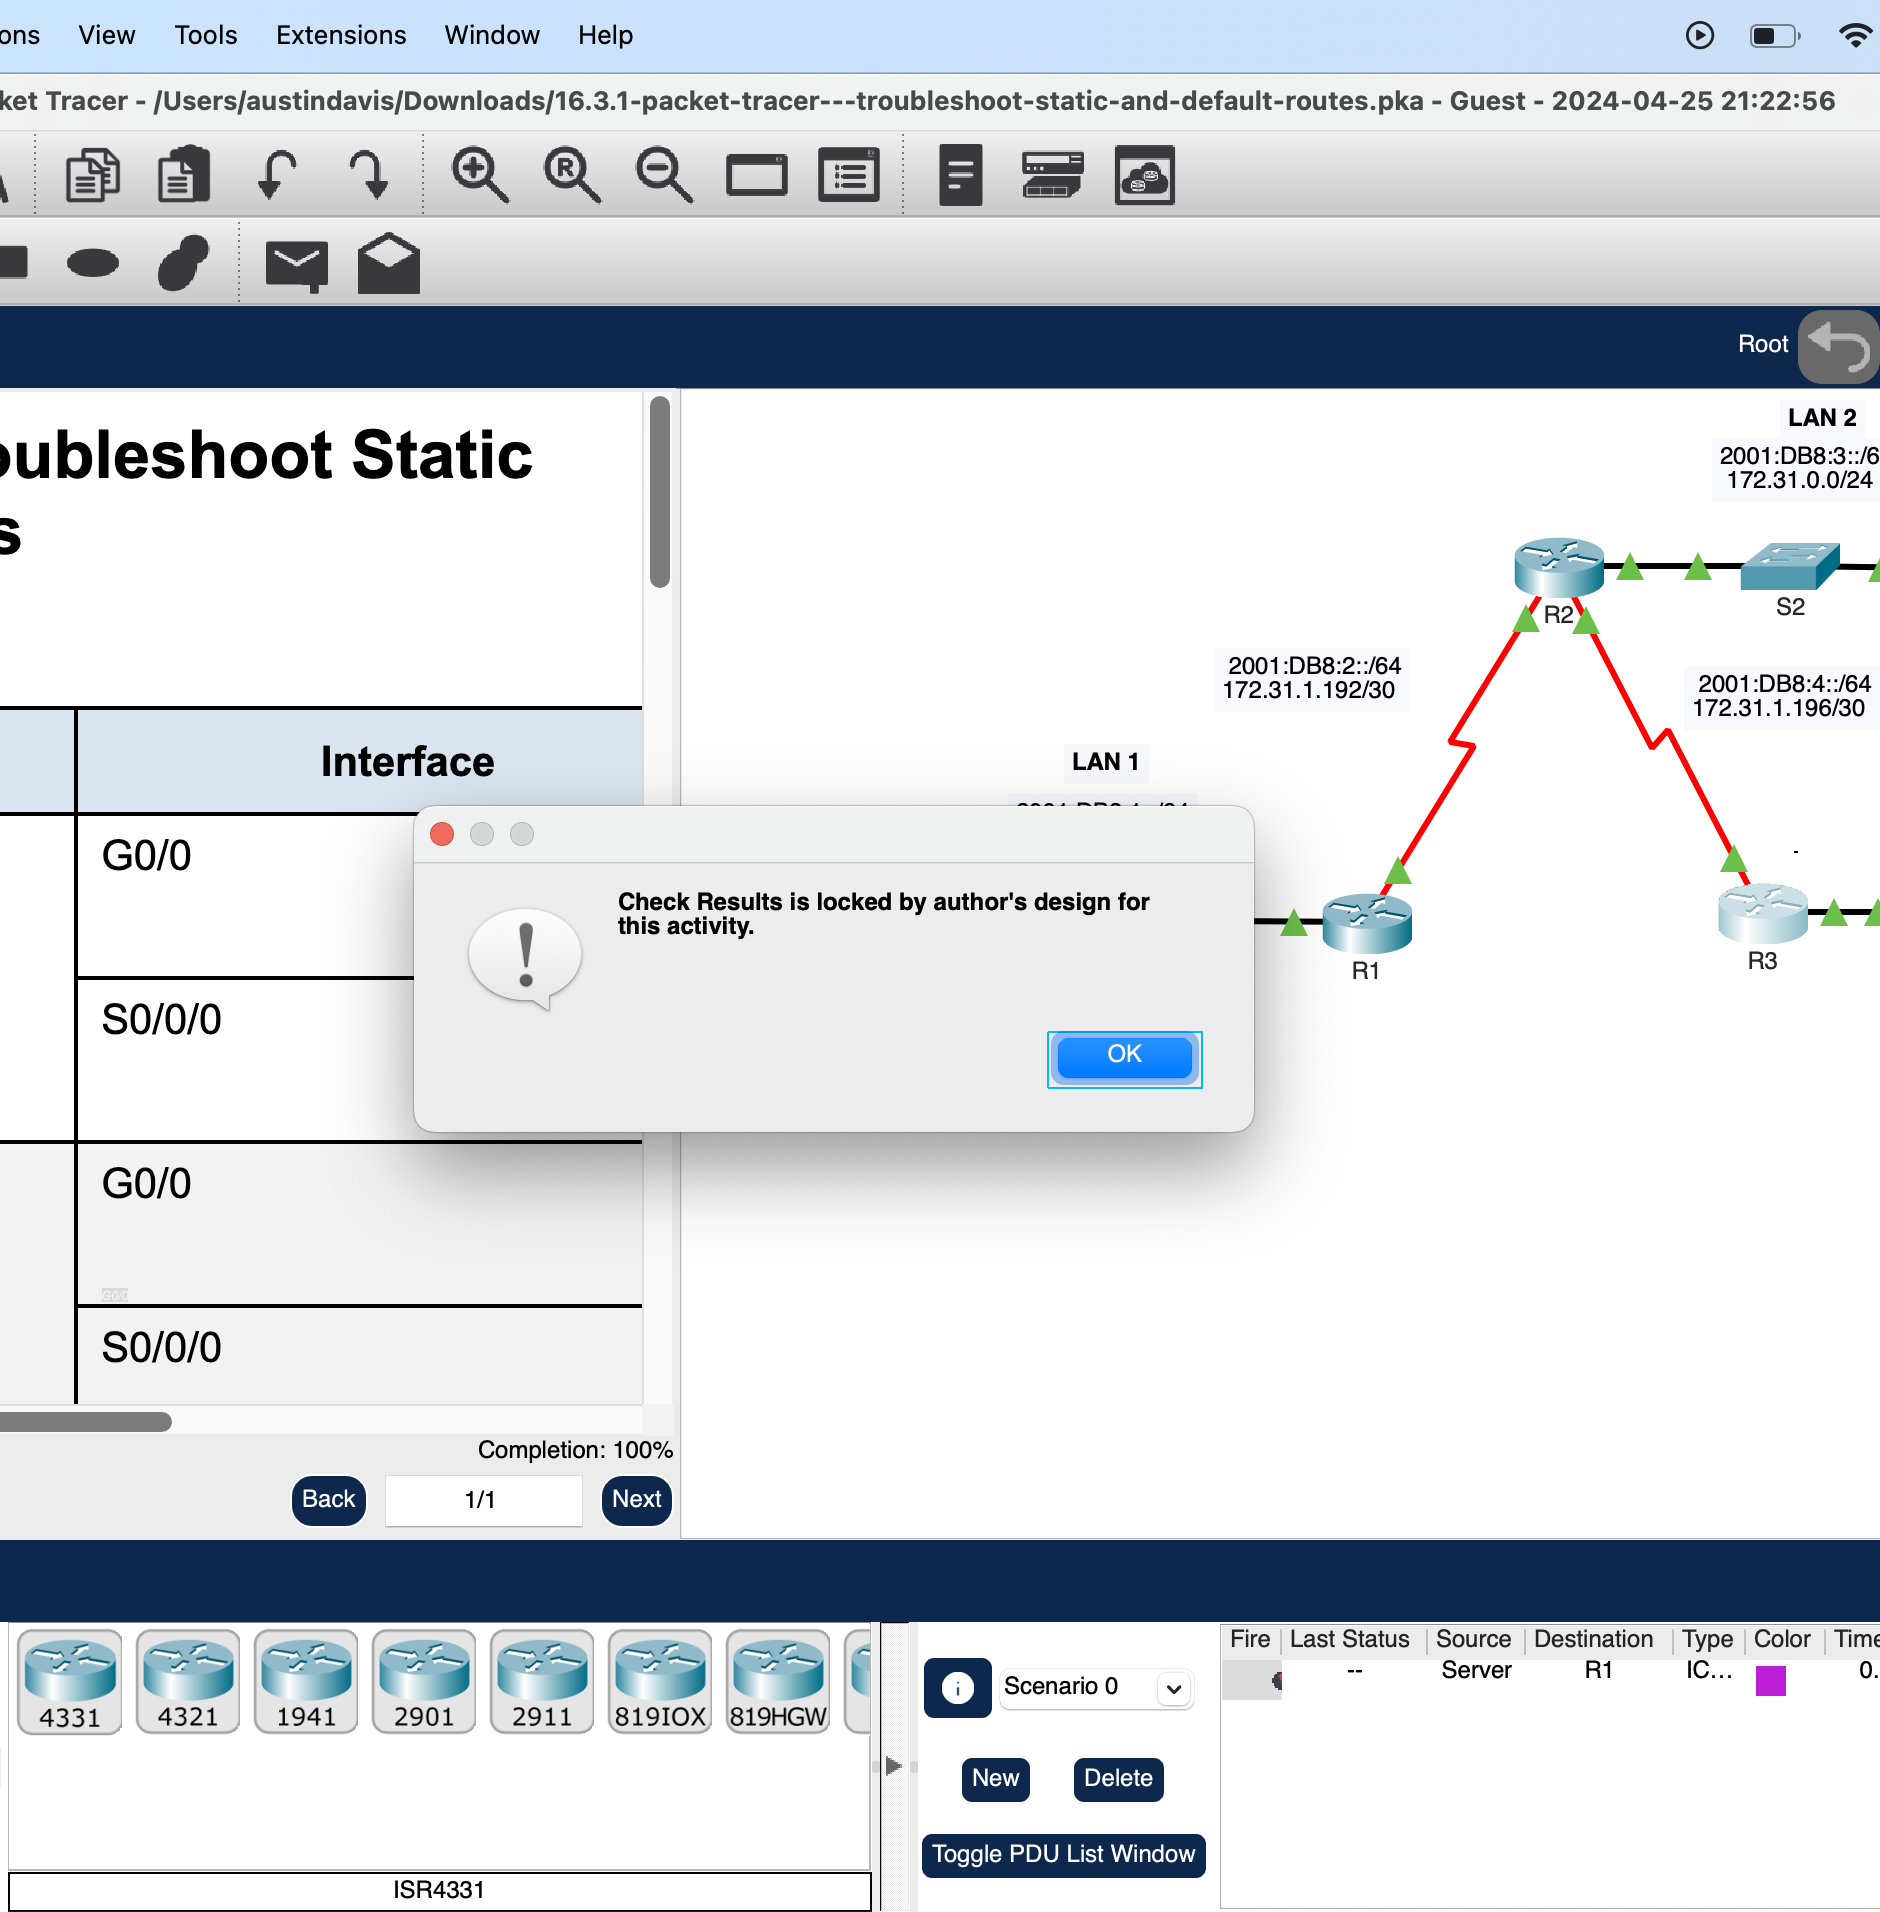 ons View Tools Extensions Window Help
ket Tracer - /Users/austindavis/Downloads/16.3.1-packet-tracer---troubleshoot-static-and-default-routes.pka - Guest - 2024-04-25 21:22:56
R
Root
oubleshoot Static
s
Interface
G0/0
S0/0/0
G0/0
G0/0
S0/0/0
Completion: 100%
Back 1/1 Next
LAN 2
2001:DB8:3::/6
172.31.0.0/24
R2
S2
2001:DB8:2::/64
172.31.1.192/30
2001:DB8:4::/64
172.31.1.196/30
LAN 1
R1
R3
Check Results is locked by author's design for
this activity.
OK
4331 4321 1941 2901 2911 819IOX 819HGW
ISR4331
Scenario 0
New Delete
Toggle PDU List Window
Fire Last Status Source Destination Type Color Time
-- Server R1 IC... 0.